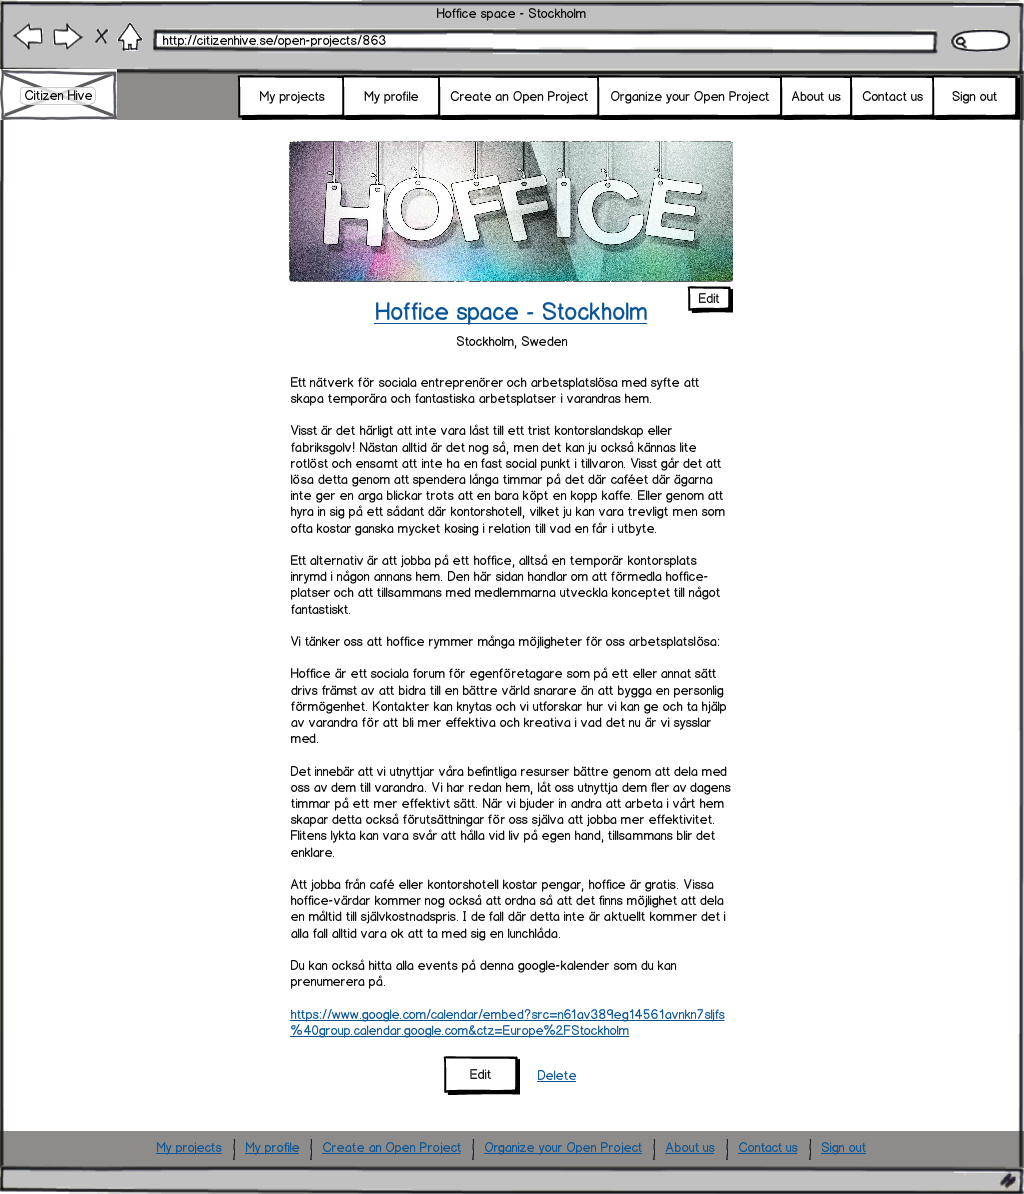 Hoffice space - Stockholm
http://citizenhive.se/open-projects/863
Citizen Hive
My projects
My profile
Create an Open Project
Organize your Open Project
About us
Contact us
Sign out
HOFFICE
Edit
Hoffice space - Stockholm
Stockholm, Sweden
Ett nätverk för sociala entreprenörer och arbetsplatslösa med syfte att
skapa temporära och fantastiska arbetsplatser i varandras hem.
Visst är det härligt att inte vara låst till ett trist kontorslandskap eller
fabriksgolv! Nästan alltid är det nog så, men det kan ju också kännas lite
rotlöst och ensamt att inte ha en fast social punkt i tillvaron. Visst går det att
lösa detta genom att spendera långa timmar på det där caféet där ägarna
inte ger en arga blickar trots att en bara köpt en kopp kaffe. Eller genom att
hyra in sig på ett sådant där kontorshotell, vilket ju kan vara trevligt men som
ofta kostar ganska mycket kosing i relation till vad en får i utbyte.
Ett alternativ är att jobba på ett hoffice, alltså en temporär kontorsplats
inrymd i någon annans hem. Den här sidan handlar om att förmedla hoffice-
platser och att tillsammans med medlemmarna utveckla konceptet till något
fantastiskt.
Vi tänker oss att hoffice rymmer många möjligheter för oss arbetsplatslösa:
Hoffice är ett sociala forum för egenföretagare som på ett eller annat sätt
drivs främst av att bidra till en bättre värld snarare än att bygga en personlig
förmögenhet. Kontakter kan knytas och vi utforskar hur vi kan ge och ta hjälp
av varandra för att bli mer effektiva och kreativa i vad det nu är vi sysslar
med.
Det innebär att vi utnyttjar våra befintliga resurser bättre genom att dela med
oss av dem till varandra. Vi har redan hem, låt oss utnyttja dem fler av dagens
timmar på ett mer effektivt sätt. När vi bjuder in andra att arbeta i vårt hem
skapar detta också förutsättningar för oss själva att jobba mer effektivitet.
Flitens lykta kan vara svår att hålla vid liv på egen hand, tillsammans blir det
enklare.
Att jobba från café eller kontorshotell kostar pengar, hoffice är gratis. Vissa
hoffice-värdar kommer nog också att ordna så att det finns möjlighet att dela
en måltid till självkostnadspris. I de fall där detta inte är aktuellt kommer det i
alla fall alltid vara ok att ta med sig en lunchlåda.
Du kan också hitta alla events på denna google-kalender som du kan
prenumerera på.
https://www.google.com/calendar/embed?src=n61av389eg14561avnkn7sljfs
%40group.calendar.google.com&ctz=Europe%2FStockholm
Edit
Delete
My projects
My profile
Create an Open Project
Organize your Open Project
About us
Contact us
Sign out